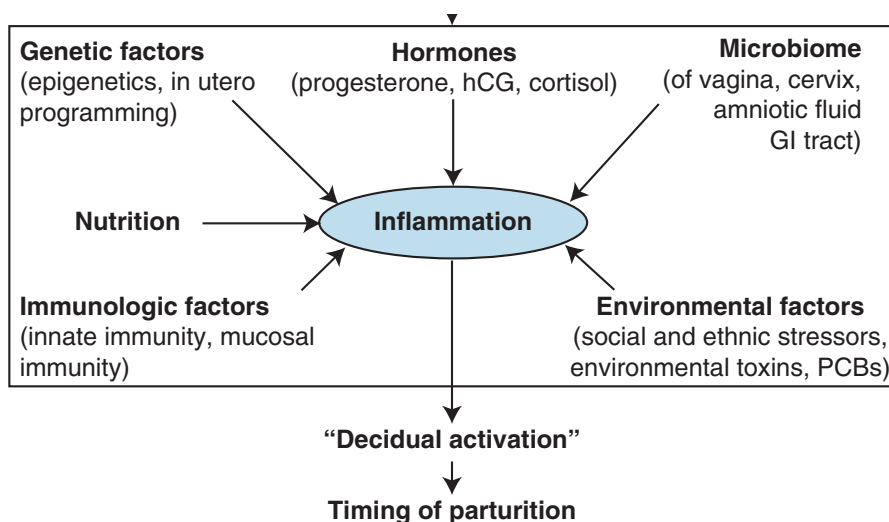 Genetic factors
(epigenetics, in utero
programming)
Hormones
(progesterone, hCG, cortisol)
Microbiome
(of vagina, cervix,
amniotic fluid
GI tract)
Nutrition
Inflammation
Immunologic factors
(innate immunity, mucosal
immunity)
Environmental factors
(social and ethnic stressors,
environmental toxins, PCBs)
“Decidual activation”
Timing of parturition